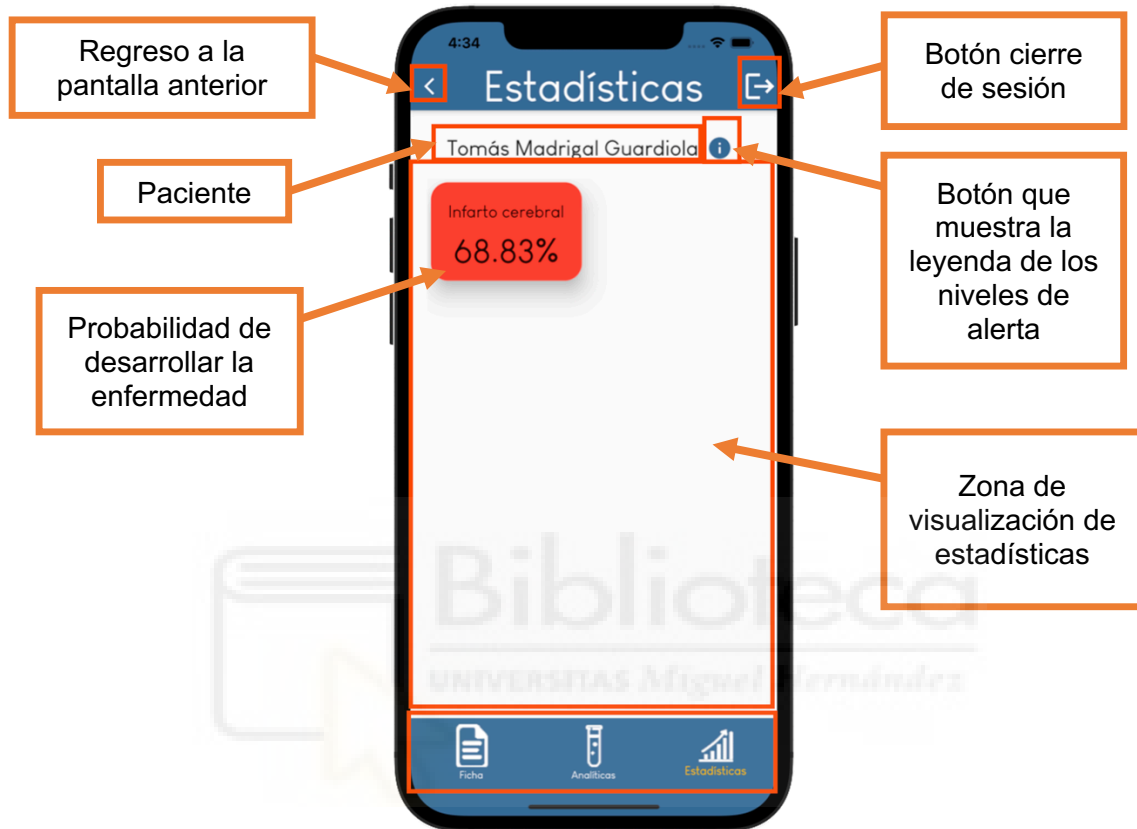 Regreso a la
pantalla anterior
Paciente
Probabilidad de
desarrollar la
enfermedad
4:34
Estadísticas
Tomás Madrigal Guardiola
Infarto cerebral
68.83%
Botón cierre
de sesión
Botón que
muestra la
leyenda de los
niveles de
alerta
Zona de
visualización de
estadísticas
Biblioteca
UNIVERSITAS Miguel Hernández
Ficha
Analíticas
Estadísticas